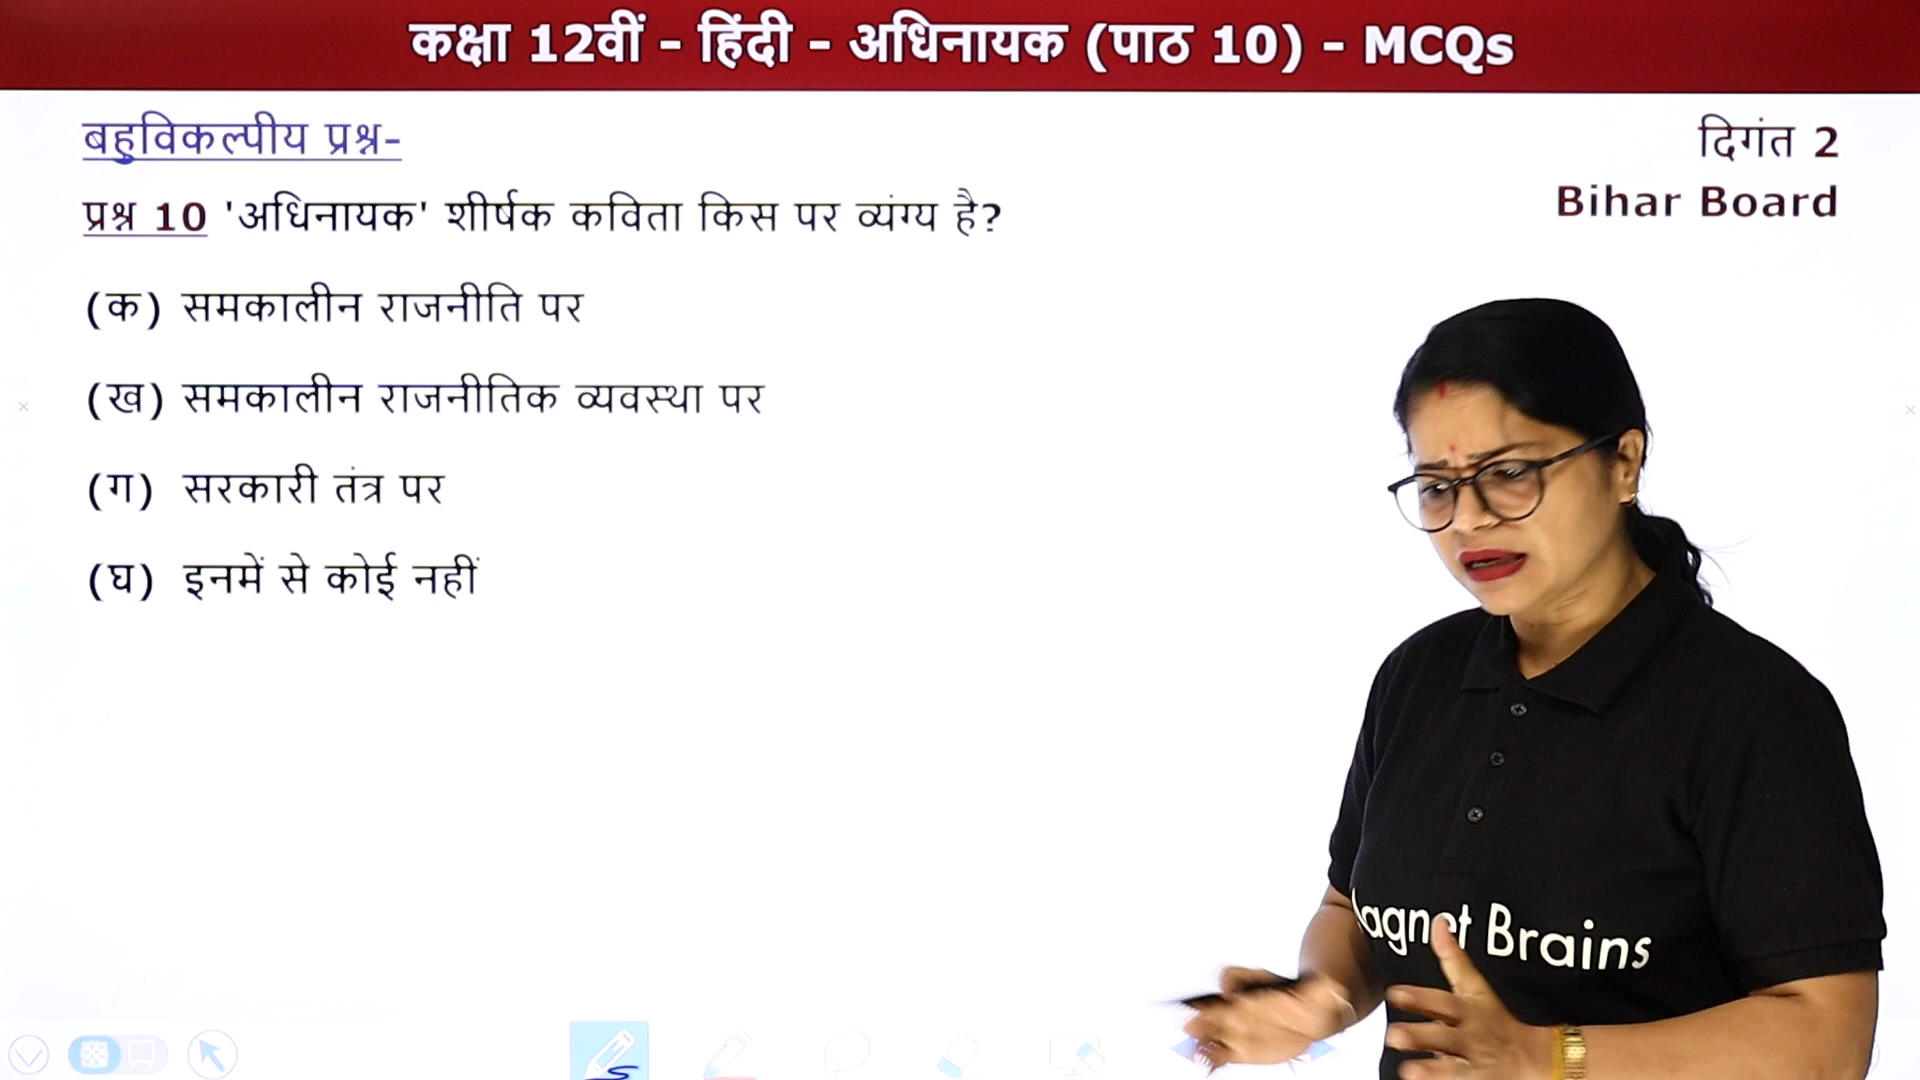 कक्षा 12वीं - हिंदी - अधिनायक (पाठ 10) - MCQs
बहुविकल्पीय प्रश्न-
दिगंत 2
Bihar Board
प्रश्न 10 'अधिनायक' शीर्षक कविता किस पर व्यंग्य है?
(क) समकालीन राजनीति पर
(ख) समकालीन राजनीतिक व्यवस्था पर
(ग) सरकारी तंत्र पर
(घ) इनमें से कोई नहीं
Brains